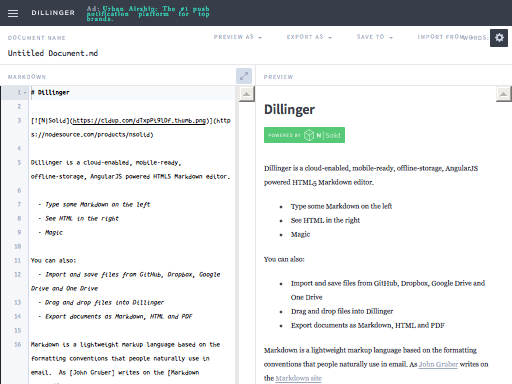 DILLINGER
Ad: Urban Airship: The #1 push
notification platform for top
brands.
DOCUMENT NAME
PREVIEW AS
EXPORT AS
SAVE TO
IMPORT FROM
WORDS:
Untitled Document.md
MARKDOWN
PREVIEW
1 # Dillinger
2
3 [![N|Solid](https://cldup.com/dTxpPi9lDf.thumb.png)](http
s://nodesource.com/products/nsolid)
4
5 Dillinger is a cloud-enabled, mobile-ready,
offline-storage, AngularJS powered HTML5 Markdown editor.
6
7 - Type some Markdown on the left
8 - See HTML in the right
9 - Magic
10
11 You can also:
12 - Import and save files from GitHub, Dropbox, Google
Drive and One Drive
13 - Drag and drop files into Dillinger
14 - Export documents as Markdown, HTML and PDF
15
16 Markdown is a lightweight markup language based on the
formatting conventions that people naturally use in
email. As [John Gruber] writes on the [Markdown
Dillinger
POWERED BY N | Solid
Dillinger is a cloud-enabled, mobile-ready, offline-storage, AngularJS
powered HTML5 Markdown editor.
• Type some Markdown on the left
• See HTML in the right
• Magic
You can also:
• Import and save files from GitHub, Dropbox, Google Drive and
One Drive
• Drag and drop files into Dillinger
• Export documents as Markdown, HTML and PDF
Markdown is a lightweight markup language based on the formatting
conventions that people naturally use in email. As John Gruber writes on
the Markdown site